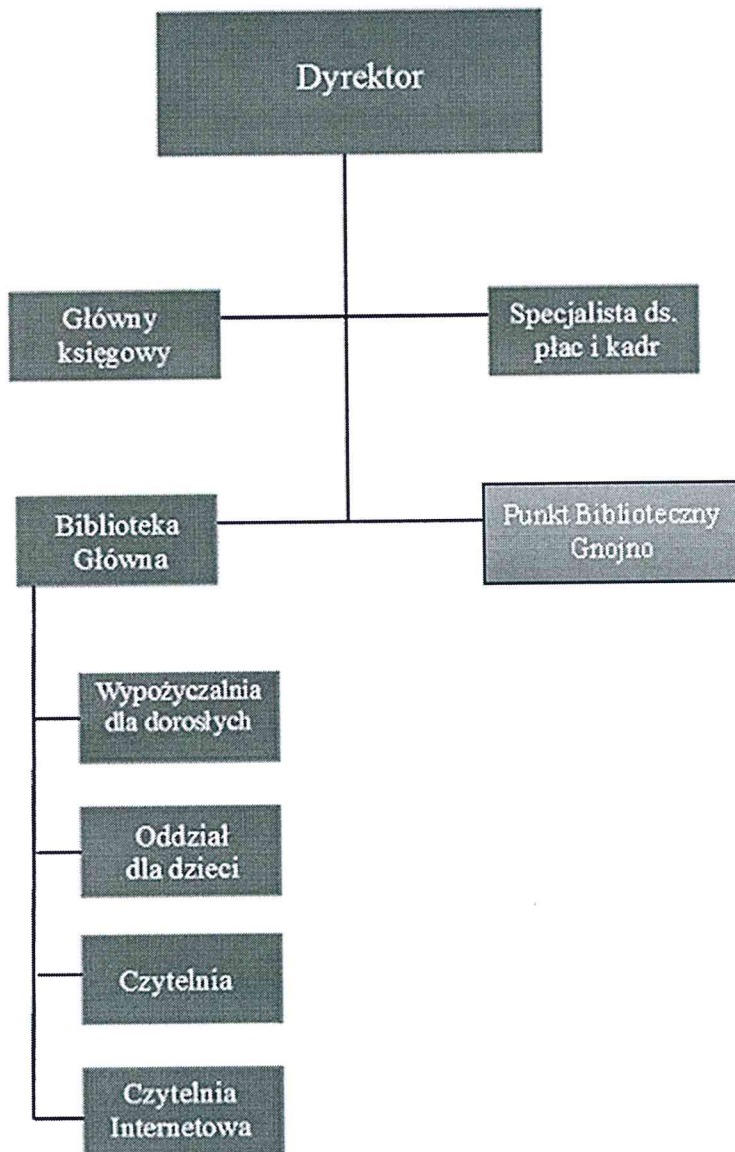 Dyrektor
Główny
księgowy
Specjalista ds.
płac i kadr
Biblioteka
Główna
Punkt Biblioteczny
Gnojno
Wypożyczalnia
dla dorosłych
Oddział
dla dzieci
Czytelnia
Czytelnia
Internetowa